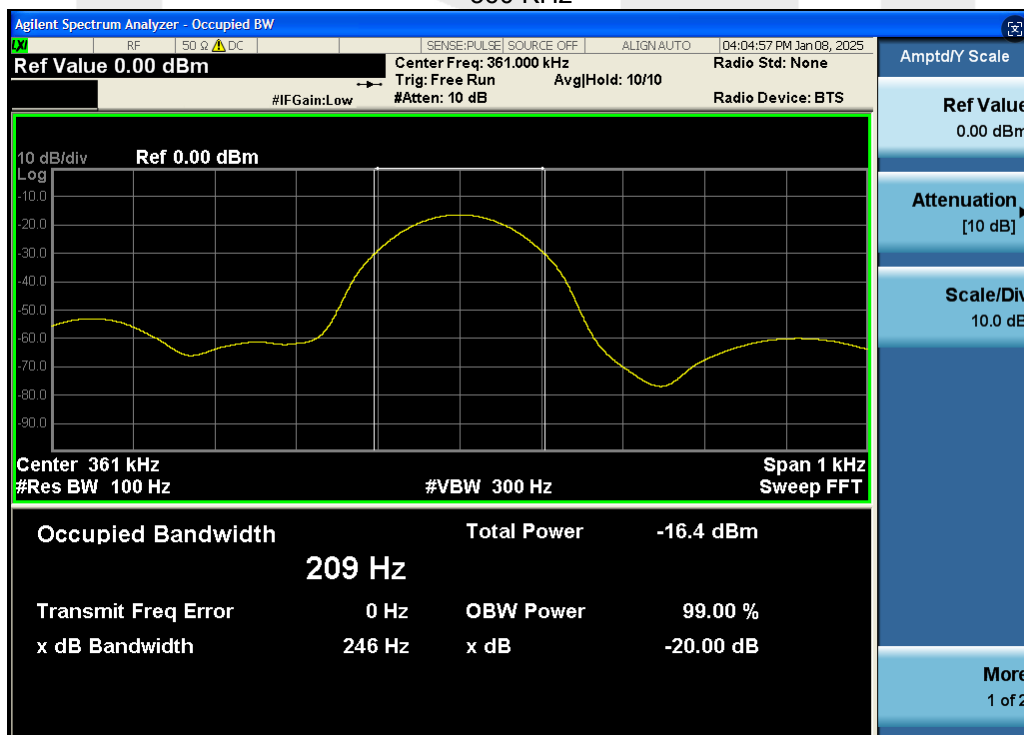 Agilent Spectrum Analyzer - Occupied BW
LXI RF 50 Ω DC SENSE:PULSE SOURCE OFF ALIGN AUTO 04:04:57 PM Jan 08, 2025
Ref Value 0.00 dBm
Center Freq: 361.000 kHz Radio Std: None
Trig: Free Run Avg|Hold: 10/10
#IFGain:Low #Atten: 10 dB Radio Device: BTS
10 dB/div Ref 0.00 dBm
Log
-10.0
-20.0
-30.0
-40.0
-50.0
-60.0
-70.0
-80.0
-90.0
Center 361 kHz Span 1 kHz
#Res BW 100 Hz #VBW 300 Hz Sweep FFT
Occupied Bandwidth Total Power -16.4 dBm
209 Hz
Transmit Freq Error 0 Hz OBW Power 99.00 %
x dB Bandwidth 246 Hz x dB -20.00 dB
Amptd/Y Scale
Ref Value
0.00 dBm
Attenuation
[10 dB]
Scale/Div
10.0 dB
More
1 of 2